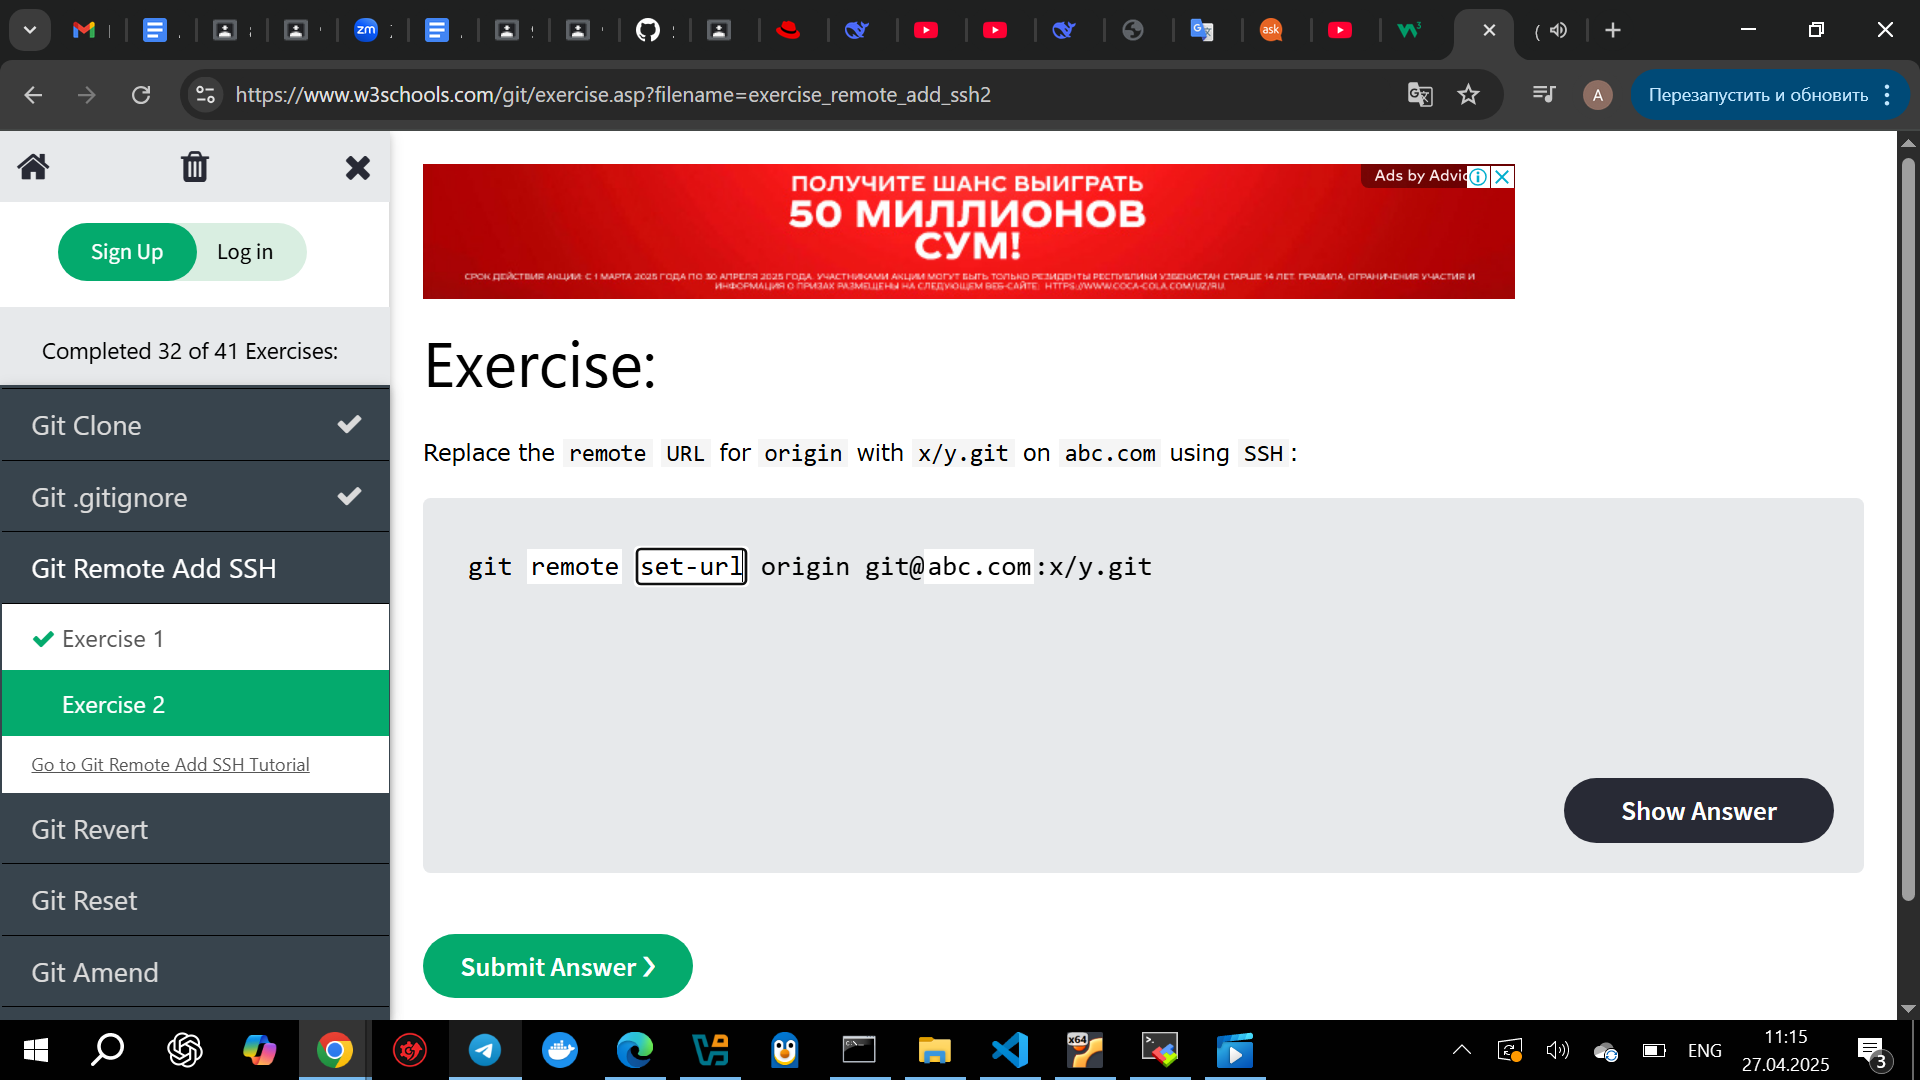 https://www.w3schools.com/git/exercise.asp?filename=exercise_remote_add_ssh2
A
Перезапустить и обновить
Sign Up
Log in
Completed 32 of 41 Exercises:
Git Clone
Git .gitignore
Git Remote Add SSH
Exercise 1
Exercise 2
Go to Git Remote Add SSH Tutorial
Git Revert
Git Reset
Git Amend
Ads by Advic
ПОЛУЧИТЕ ШАНС ВЫИГРАТЬ
50 МИЛЛИОНОВ
СУМ!
СРОК ДЕЙСТВИЯ АКЦИИ: С 1 МАРТА 2025 ГОДА ПО 30 АПРЕЛЯ 2025 ГОДА. УЧАСТНИКАМИ АКЦИИ МОГУТ БЫТЬ ТОЛЬКО РЕЗИДЕНТЫ РЕСПУБЛИКИ УЗБЕКИСТАН СТАРШЕ 14 ЛЕТ. ПРАВИЛА, ОГРАНИЧЕНИЯ УЧАСТИЯ И
ИНФОРМАЦИЯ О ПРИЗАХ РАЗМЕЩЕНЫ НА СЛЕДУЮЩЕМ ВЕБ-САЙТЕ: HTTPS://WWW.COCA-COLA.COM/UZ/RU.
Exercise:
Replace the remote URL for origin with x/y.git on abc.com using SSH:
git remote set-url origin git@abc.com:x/y.git
Show Answer
Submit Answer ❯
ENG
11:15
27.04.2025
3